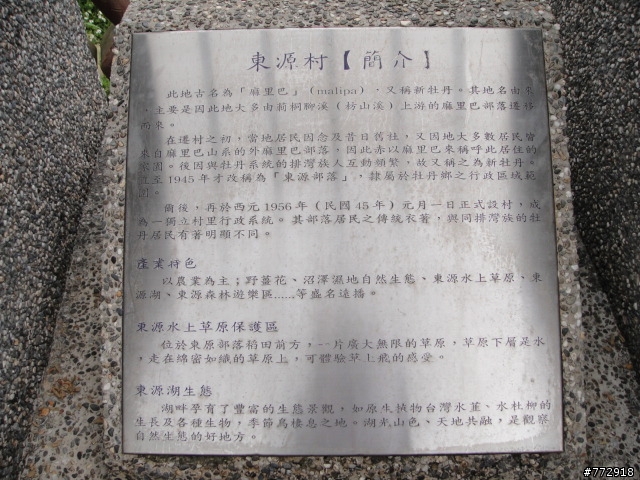 東源村【簡介】
此地古名為「麻里巴」(malipa)，又稱新牡丹。其地名由來
，主要是因此地大多由莿桐腳溪（枋山溪）上游的麻里巴部落遷移
而來。
在遷村之初，當地居民因念及昔日舊社，又因地大多數居民皆
來自麻里巴山系的外麻里巴部落，因此亦以麻里巴來稱呼此居住的
家園。後因與牡丹系統的排灣族人互動頻繁，故又稱之為新牡丹。
直至1945年才改稱為「東源部落」，隸屬於牡丹鄉之行政區域範
爾後，再於西元1956年（民國45年）元月一日正式設村，成
為一獨立村里行政系統。其部落居民之傳統衣著，與同排灣族的牡
丹居民有著明顯不同。
產業特色
以農業為主；野薑花、沼澤濕地自然生態、東源水上草原、東
源湖、東源森林遊樂區……等盛名遠播。
東源水上草原保護區
位於東原部落稻田前方，一片廣大無限的草原，草原下層是水
，走在綿密如織的草原上，可體驗草上飛的感受。
東源湖生態
湖畔孕育了豐富的生態景觀，如原生植物台灣水韮、水杜柳的
生長及各種生物，季節鳥棲息之地。湖光山色、天地共融，是觀察
自然生態的好地方。
#772918